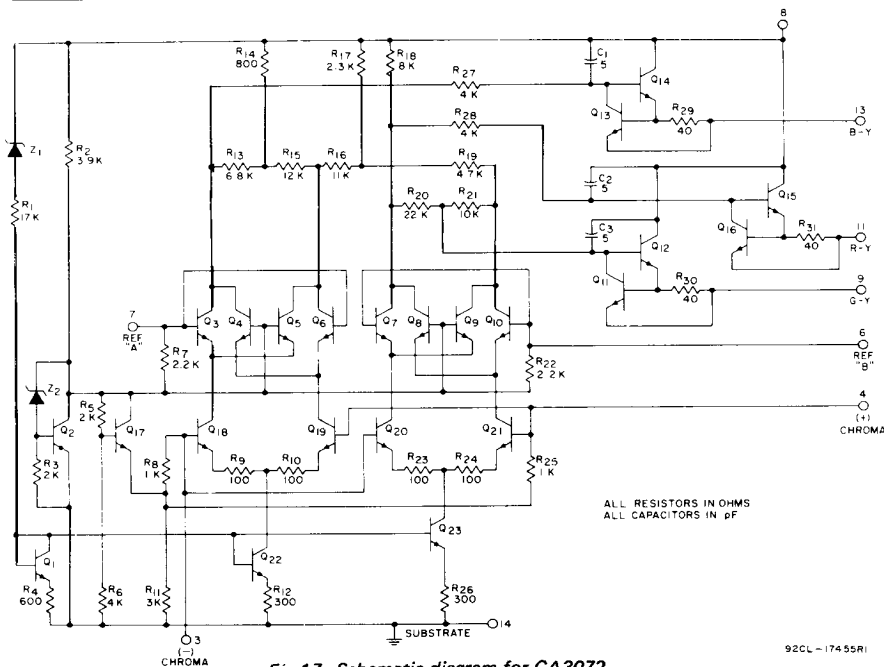 8
R14
800
R17
2.3K
R18
8K
C1
5
Q14
R27
4K
Q13
R29
40
13
B-Y
Z1
R2
3.9K
R28
4K
R13
6.8K
R15
12K
R16
11K
R19
4.7K
C2
5
Q15
R1
17K
R20
22K
R21
10K
Q16
R31
40
11
R-Y
C3
5
Q12
Q11
R30
40
9
G-Y
7
REF
"A"
Q3
Q4
Q5
Q6
Q7
Q8
Q9
Q10
R7
2.2K
R22
2.2K
6
REF
"B"
Z2
Q2
R5
2K
Q17
Q18
Q19
Q20
Q21
4
(+)
CHROMA
R3
2K
R8
1K
R9
100
R10
100
R23
100
R24
100
R25
1K
ALL RESISTORS IN OHMS
ALL CAPACITORS IN pF
Q1
Q22
Q23
R4
600
R6
4K
R11
3K
R12
300
R26
300
14
SUBSTRATE
3
(-)
CHROMA
92CL-17455R1